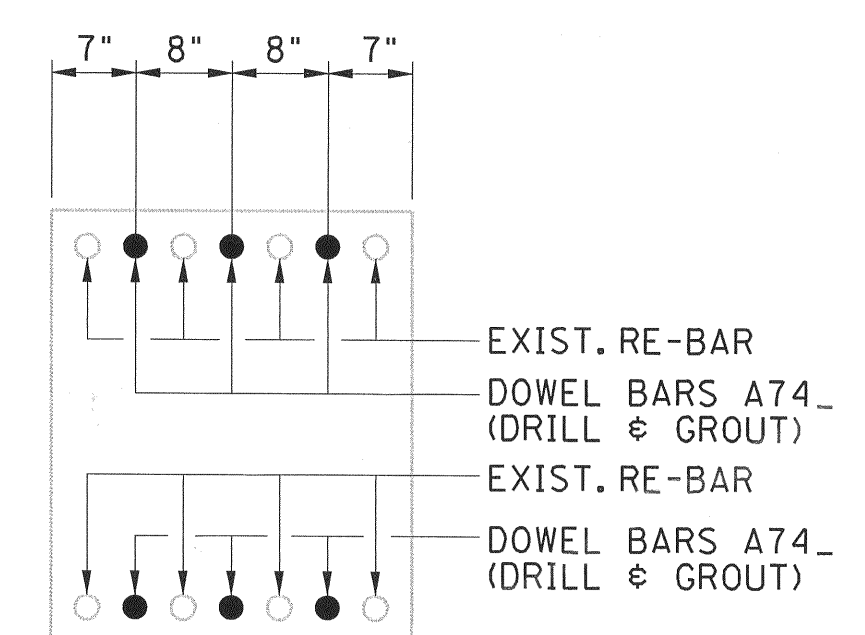 7" 8" 8" 7"
EXIST. RE-BAR
DOWEL BARS A74_
(DRILL & GROUT)
EXIST. RE-BAR
DOWEL BARS A74_
(DRILL & GROUT)